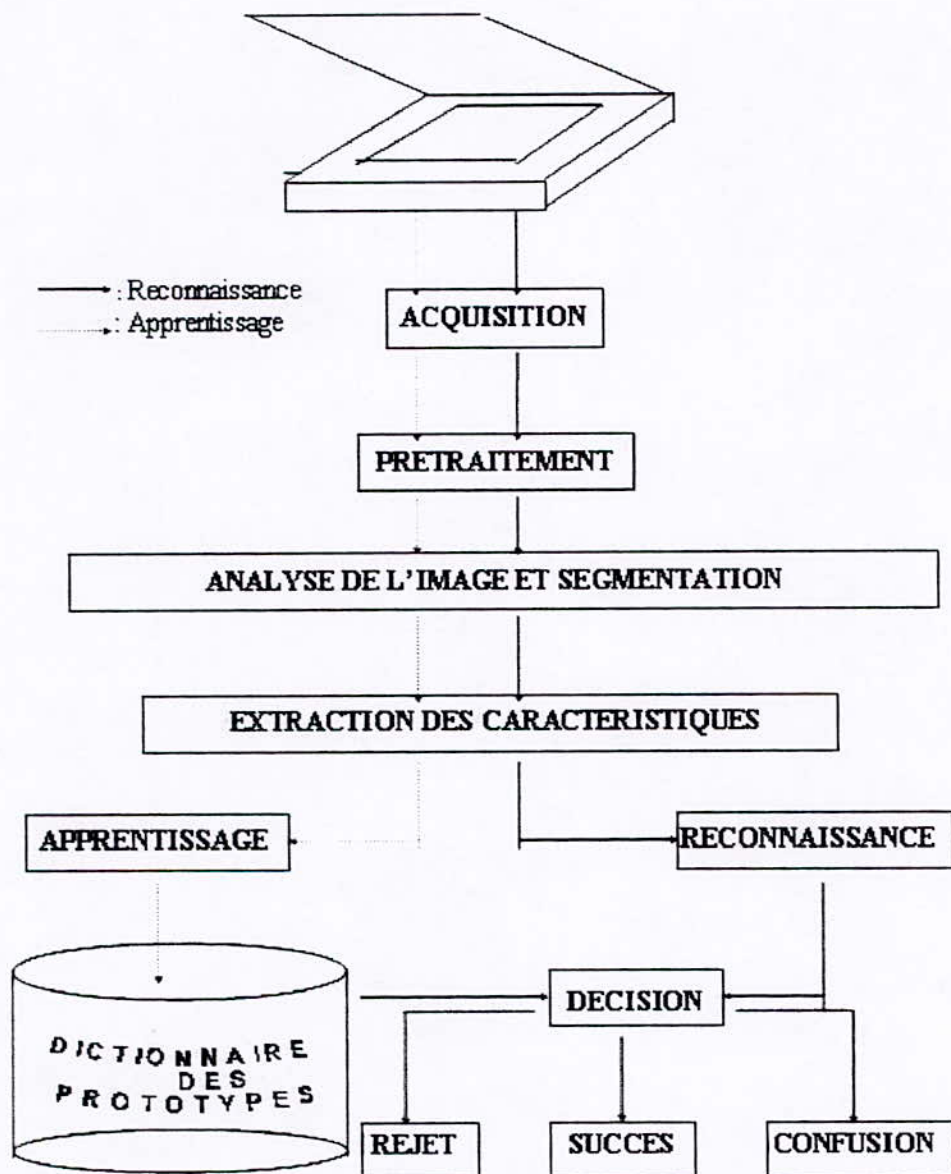 : Reconnaissance
: Apprentissage
ACQUISITION
PRETRAITEMENT
ANALYSE DE L'IMAGE ET SEGMENTATION
EXTRACTION DES CARACTERISTIQUES
APPRENTISSAGE
RECONNAISSANCE
DECISION
DICTIONNAIRE
DES
PROTOTYPES
REJET
SUCCES
CONFUSION